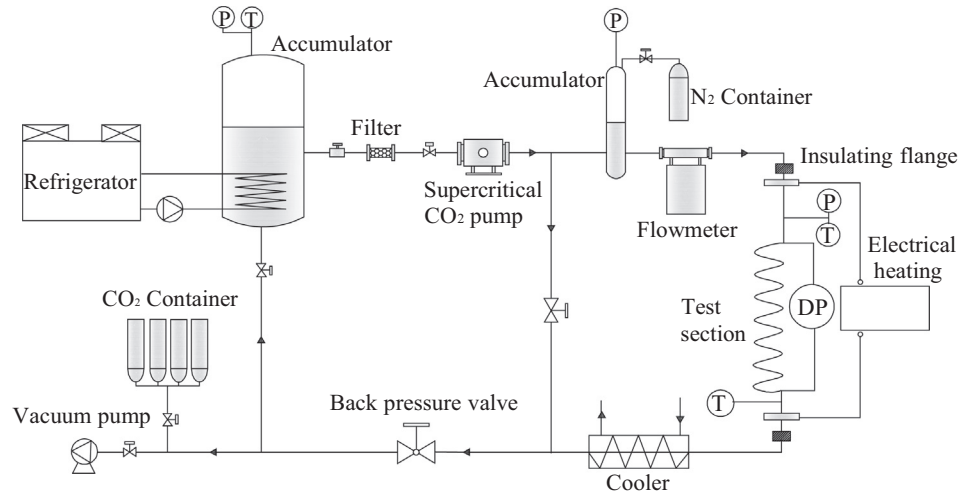 P T
Accumulator
P
Accumulator
N2 Container
Filter
Insulating flange
Refrigerator
Supercritical
CO2 pump
Flowmeter
P
T
Electrical
heating
CO2 Container
Test
section
DP
Vacuum pump
Back pressure valve
T
Cooler